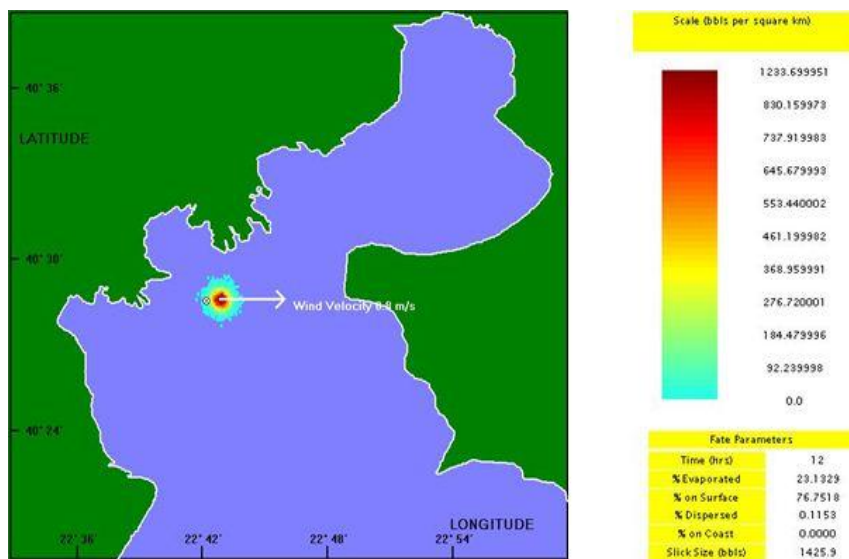 40° 36'
LATITUDE
40° 30'
Wind Velocity m/s
40° 24'
LONGITUDE
22° 36' 22° 42' 22° 48' 22° 54'
Scale (bbls per square km)
1233.699951
830.159973
737.919983
645.679993
553.440002
461.199982
368.959991
276.720001
184.479996
92.239998
0.0
Fate Parameters
Time (hrs) 12
% Evaporated 23.1329
% on Surface 76.7518
% Dispersed 0.1153
% on Coast 0.0000
Slick Size (bbls) 1425.9